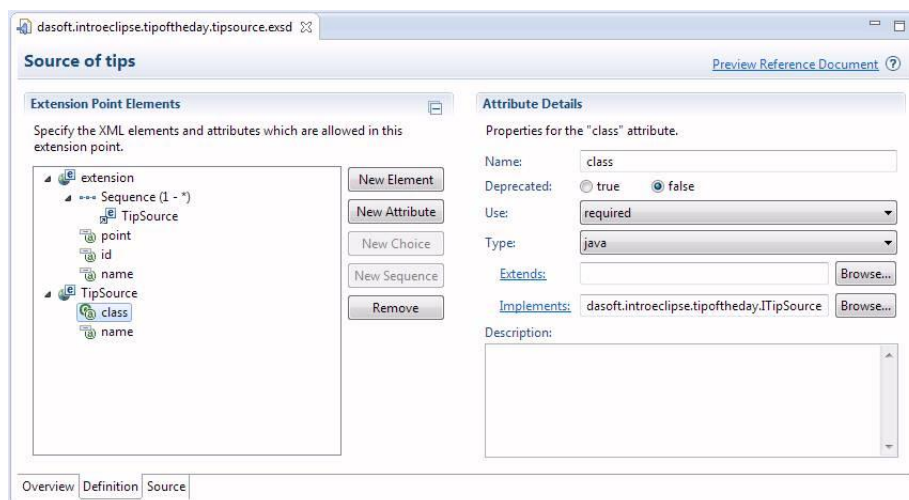 dasoft.introeclipse.tipoftheday.tipsource.exsd
Source of tips
Preview Reference Document
Extension Point Elements
Specify the XML elements and attributes which are allowed in this
extension point.
extension
Sequence (1 - *)
TipSource
point
id
name
TipSource
class
name
New Element
New Attribute
New Choice
New Sequence
Remove
Attribute Details
Properties for the "class" attribute.
Name: class
Deprecated: true false
Use: required
Type: java
Extends: Browse...
Implements: dasoft.introeclipse.tipoftheday.ITipSource Browse...
Description:
Overview Definition Source